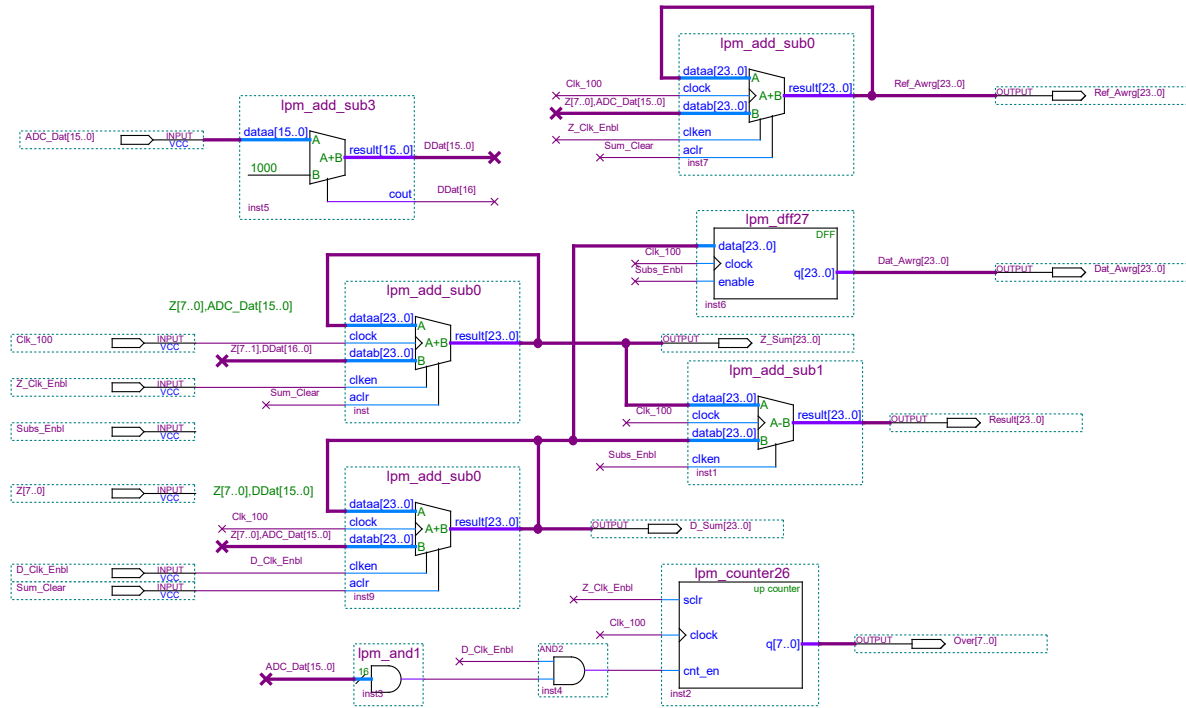 lpm_add_sub0
dataa[23..0]
A
Clk_100
clock
A+B
result[23..0]
Ref_Awrg[23..0]
OUTPUT
Ref_Awrg[23..0]
Z[7..0],ADC_Dat[15..0]
datab[23..0]
B
Z_Clk_Enbl
clken
Sum_Clear
aclr
inst7
lpm_add_sub3
ADC_Dat[15..0]
INPUT
VCC
dataa[15..0]
A
A+B
result[15..0]
DDat[15..0]
1000
B
cout
DDat[16]
inst5
lpm_dff27
DFF
data[23..0]
Clk_100
clock
q[23..0]
Dat_Awrg[23..0]
OUTPUT
Dat_Awrg[23..0]
Subs_Enbl
enable
inst6
Z[7..0],ADC_Dat[15..0]
lpm_add_sub0
dataa[23..0]
A
Clk_100
INPUT
VCC
clock
A+B
result[23..0]
OUTPUT
Z_Sum[23..0]
Z[7..1],DDat[16..0]
datab[23..0]
B
Z_Clk_Enbl
INPUT
VCC
clken
Sum_Clear
aclr
inst
lpm_add_sub1
dataa[23..0]
A
Clk_100
clock
A-B
result[23..0]
OUTPUT
Result[23..0]
datab[23..0]
B
Subs_Enbl
clken
inst1
Subs_Enbl
INPUT
VCC
Z[7..0]
INPUT
VCC
Z[7..0],DDat[15..0]
lpm_add_sub0
dataa[23..0]
A
Clk_100
clock
A+B
result[23..0]
OUTPUT
D_Sum[23..0]
Z[7..0],ADC_Dat[15..0]
datab[23..0]
B
D_Clk_Enbl
INPUT
VCC
D_Clk_Enbl
clken
Sum_Clear
INPUT
VCC
aclr
inst9
lpm_counter26
up counter
Z_Clk_Enbl
sclr
Clk_100
clock
q[7..0]
OUTPUT
Over[7..0]
cnt_en
inst2
lpm_and1
ADC_Dat[15..0]
16
inst3
D_Clk_Enbl
AND2
inst4